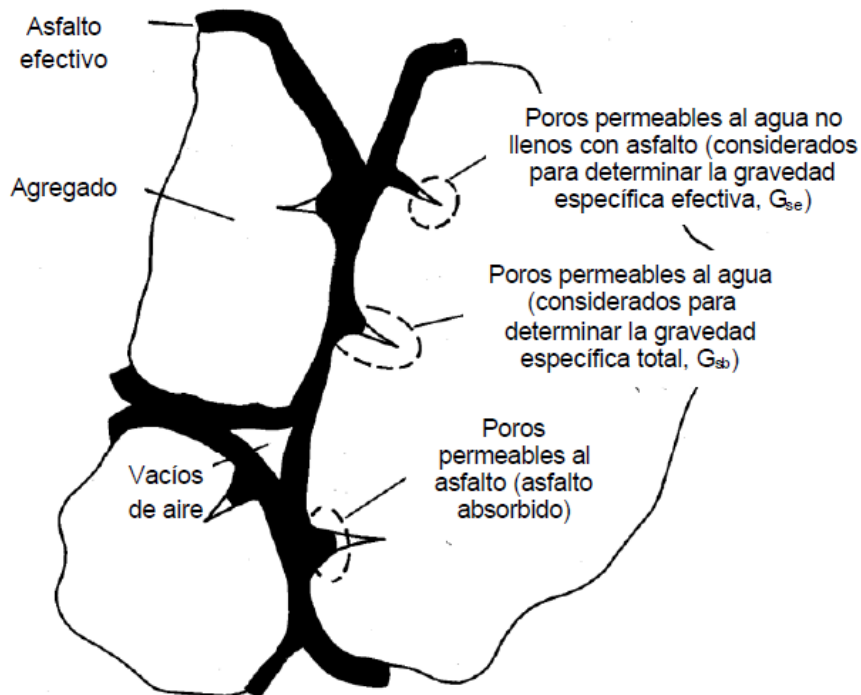 Asfalto
efectivo
Agregado
Poros permeables al agua no
llenos con asfalto (considerados
para determinar la gravedad
específica efectiva, Gse)
Poros permeables al agua
(considerados para
determinar la gravedad
específica total, Gsb)
Poros
permeables al
asfalto (asfalto
absorbido)
Vacíos
de aire